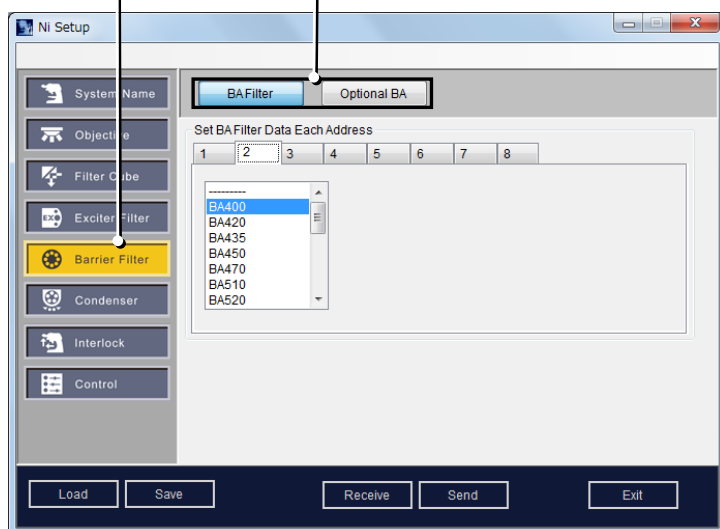 Ni Setup
System Name
Objective
Filter Cube
EXC Exciter Filter
Barrier Filter
Condenser
Interlock
Control
BA Filter Optional BA
Set BA Filter Data Each Address
1 2 3 4 5 6 7 8
---------
BA400
BA420
BA435
BA450
BA470
BA510
BA520
Load Save Receive Send Exit